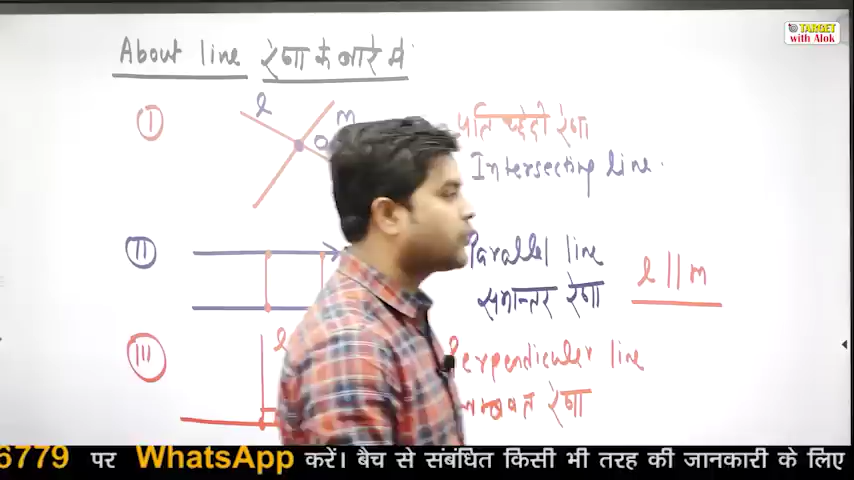 TARGET
with Alok
About line रेखा के बारे में
I
l
m
O
प्रतिच्छेदी रेखा
Intersecting line.
II
Parallel line
समान्तर रेखा
l || m
III
l
Perpendicular line
लम्बवत रेखा
6779 पर WhatsApp करें। बैच से संबंधित किसी भी तरह की जानकारी के लिए